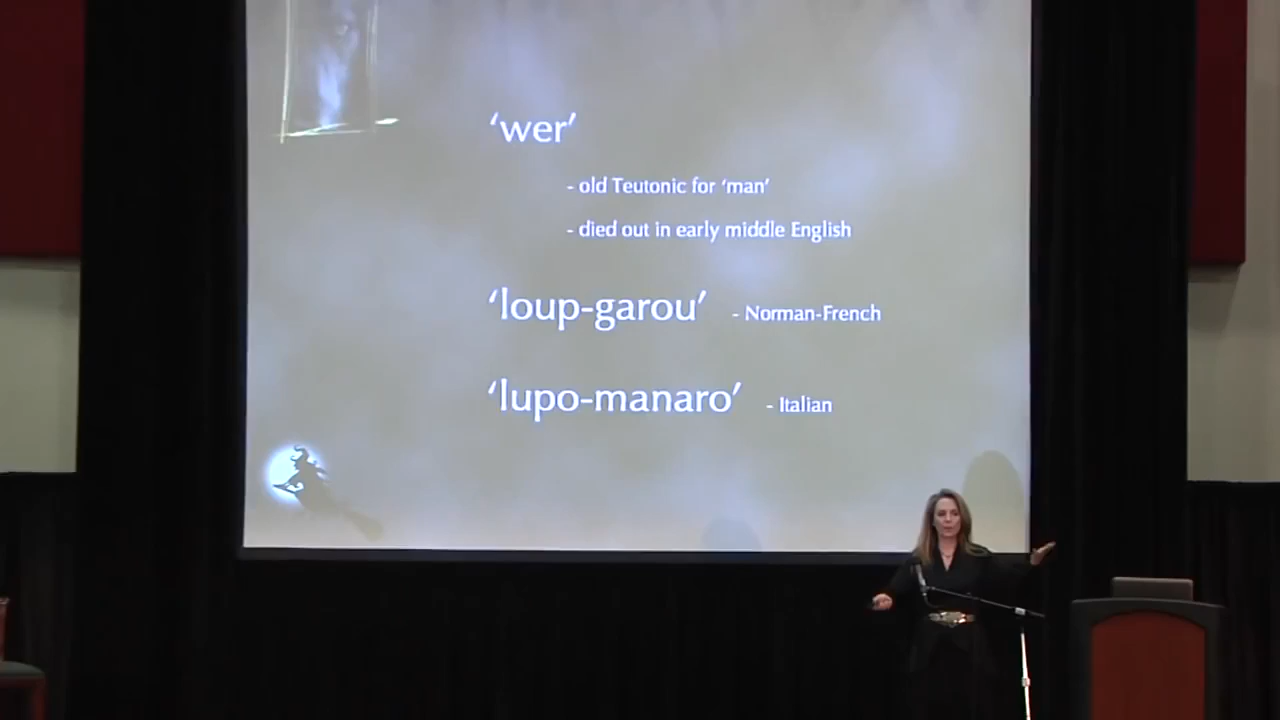 ‘wer’
- old Teutonic for ‘man’
- died out in early middle English
‘loup-garou’ - Norman-French
‘lupo-manaro’ - Italian